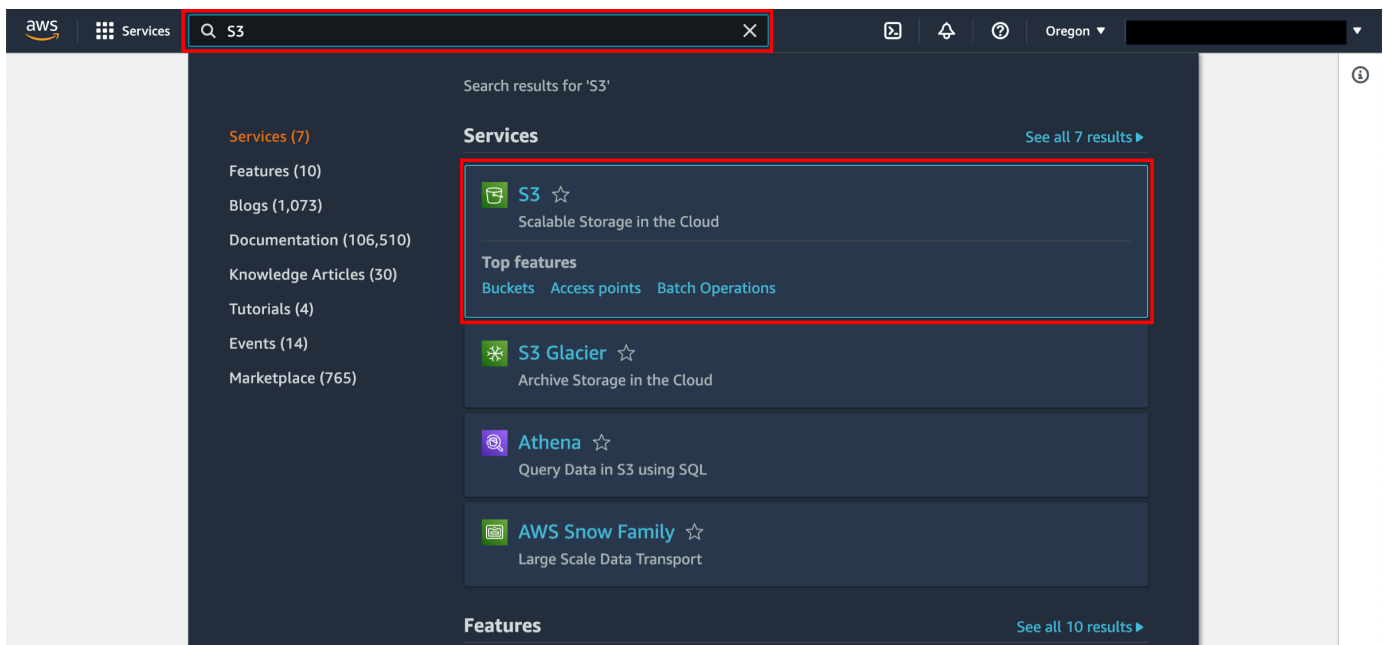 aws Services S3 Oregon
Search results for 'S3'
Services (7)
Features (10)
Blogs (1,073)
Documentation (106,510)
Knowledge Articles (30)
Tutorials (4)
Events (14)
Marketplace (765)
Services See all 7 results
S3
Scalable Storage in the Cloud
Top features
Buckets Access points Batch Operations
S3 Glacier
Archive Storage in the Cloud
Athena
Query Data in S3 using SQL
AWS Snow Family
Large Scale Data Transport
Features See all 10 results